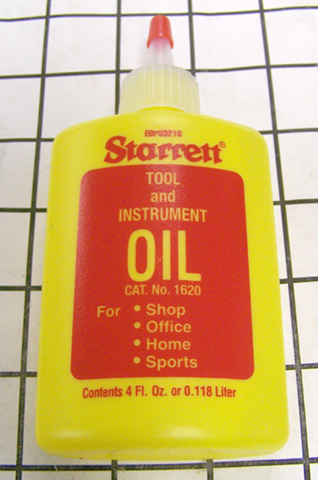 EDP93216
Starrett®
TOOL
and
INSTRUMENT
OIL
CAT. No. 1620
For • Shop
• Office
• Home
• Sports
Contents 4 Fl. Oz. or 0.118 Liter